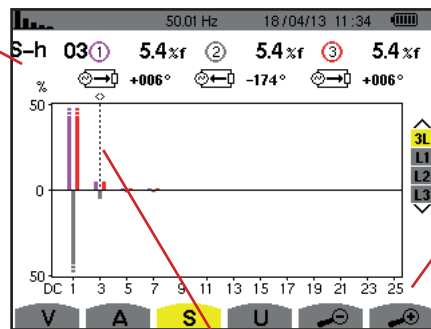 50.01 Hz 18/04/13 11:34
S-h 03 1 5.4%f 2 5.4%f 3 5.4%f
+006° -174° +006°
%
50
3L
L1
0
L2
L3
50
DC 1 3 5 7 9 11 13 15 17 19 21 23 25
V A S U